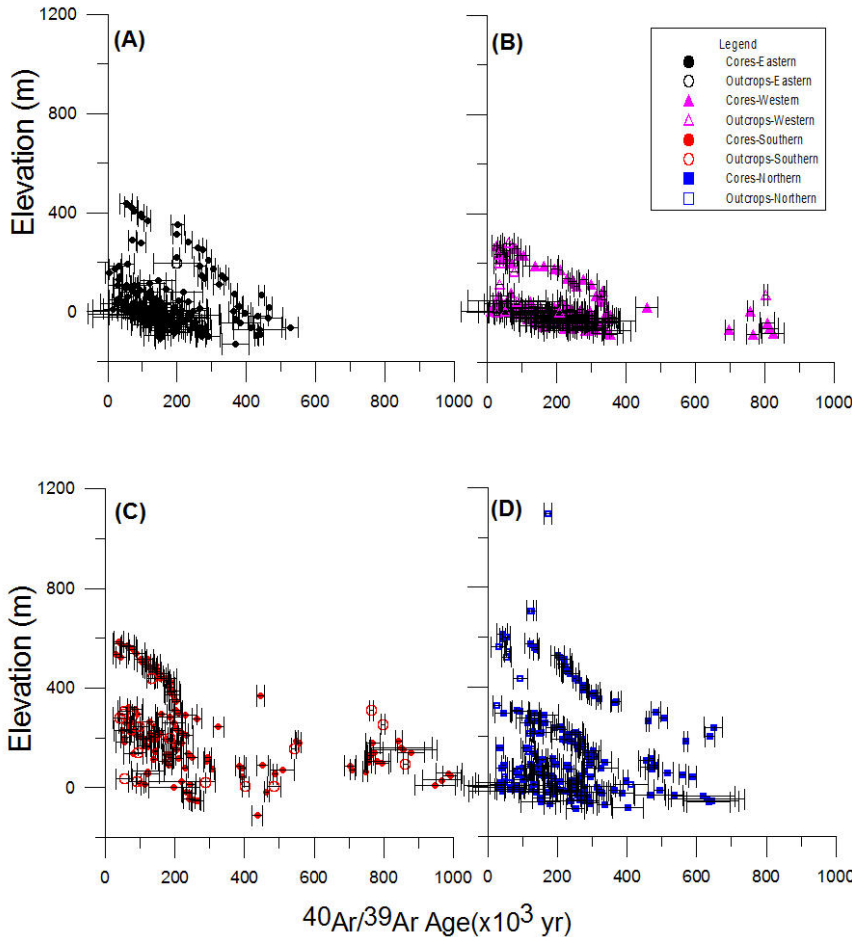 1200
(A)
(B)
Legend
Cores-Eastern
Outcrops-Eastern
Cores-Western
Outcrops-Western
Cores-Southern
Outcrops-Southern
Cores-Northern
Outcrops-Northern
800
400
0
Elevation (m)
0 200 400 600 800 1000
0 200 400 600 800 1000
1200
(C)
(D)
800
400
0
Elevation (m)
0 200 400 600 800 1000
0 200 400 600 800 1000
⁴⁰Ar/³⁹Ar Age(x10³ yr)